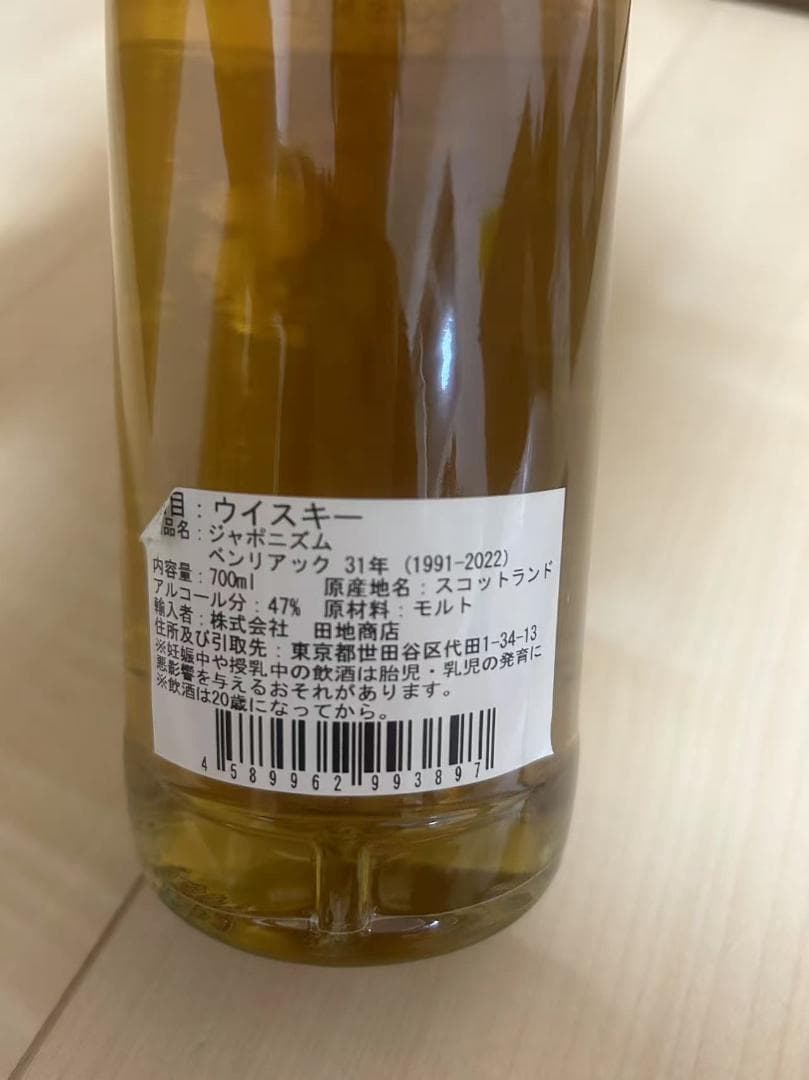 目：ウイスキー
品名：ジャポニズム
ベンリアック 31年 (1991-2022)
内容量：700ml 原産地名：スコットランド
アルコール分：47% 原材料：モルト
輸入者：株式会社 田地商店
住所及び引取先：東京都世田谷区代田1-34-13
※妊娠中や授乳中の飲酒は胎児・乳児の発育に
悪影響を与えるおそれがあります。
※飲酒は20歳になってから。
4 589962 993897